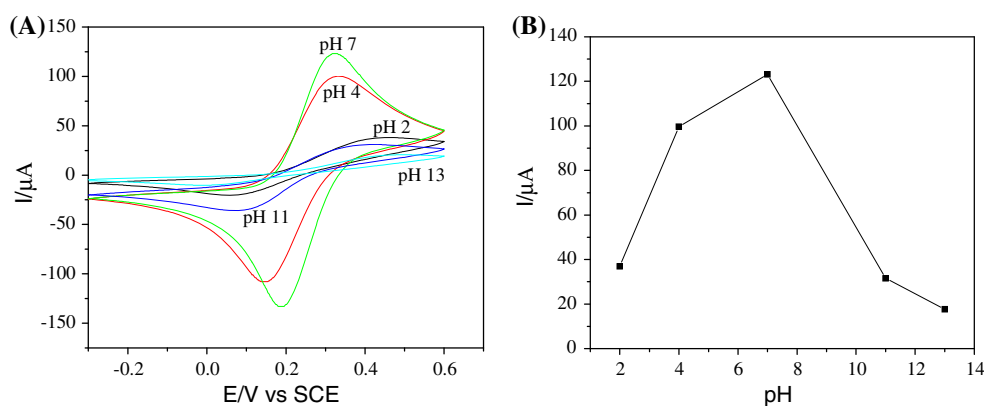 (A)
150
100
50
0
-50
-100
-150
I/μA
-0.2 0.0 0.2 0.4 0.6
E/V vs SCE
pH 7
pH 4
pH 2
pH 13
pH 11
(B)
140
120
100
80
60
40
20
0
I/μA
2 4 6 8 10 12 14
pH